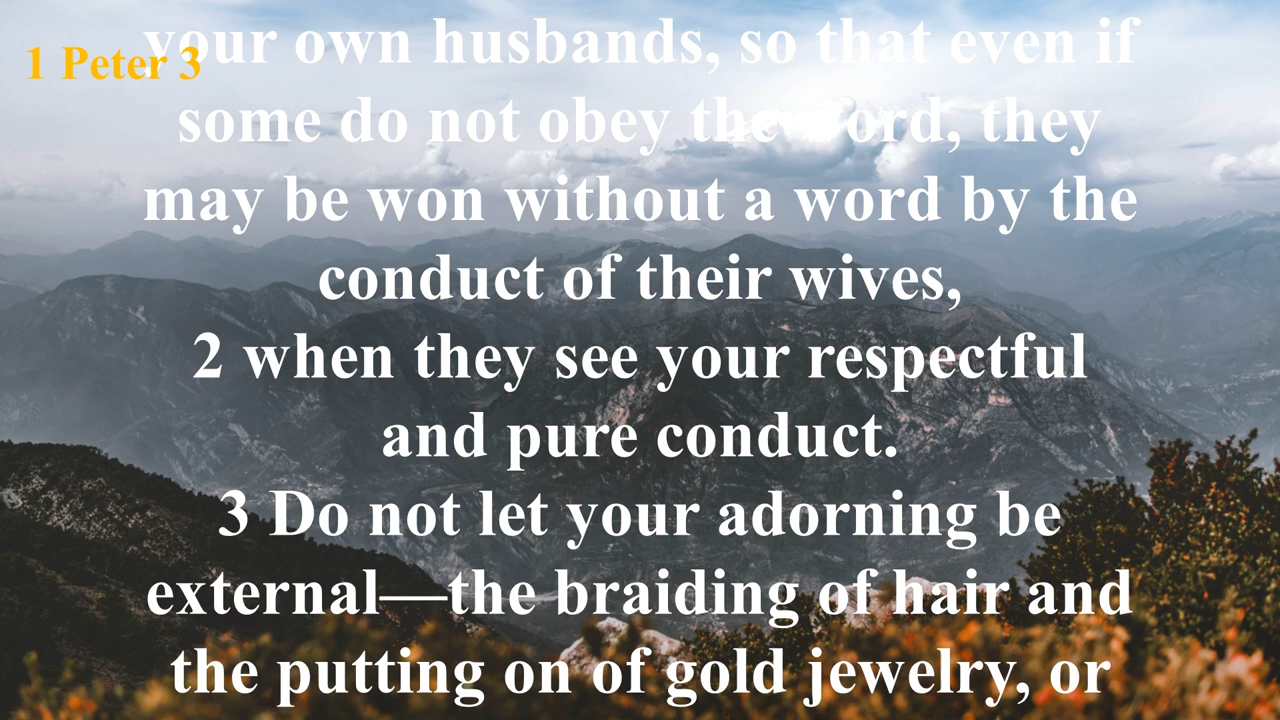 1 Peter 3
your own husbands, so that even if
some do not obey the word, they
may be won without a word by the
conduct of their wives,
2 when they see your respectful
and pure conduct.
3 Do not let your adorning be
external—the braiding of hair and
the putting on of gold jewelry, or